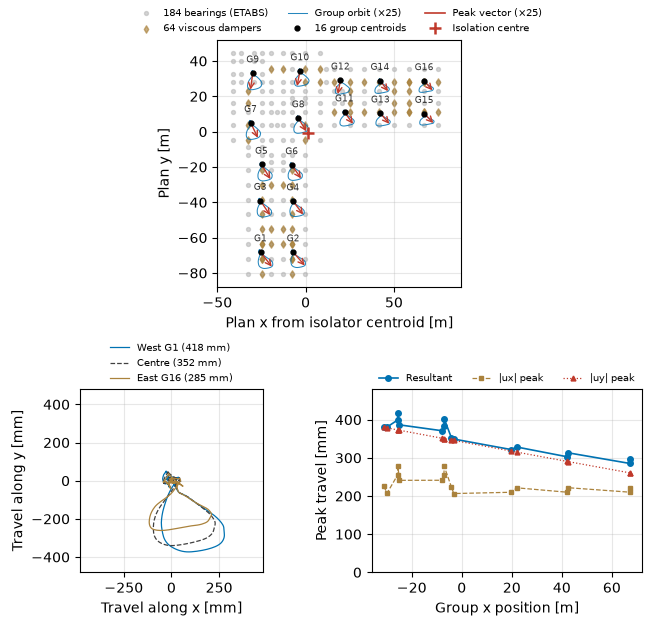 184 bearings (ETABS)
64 viscous dampers
Group orbit (×25)
16 group centroids
Peak vector (×25)
Isolation centre
Plan y [m]
40
20
0
−20
−40
−60
−80
G9
G10
G12
G14
G16
G7
G8
G11
G13
G15
G5
G6
G3
G4
G1
G2
−50
0
50
Plan x from isolator centroid [m]
West G1 (418 mm)
Centre (352 mm)
East G16 (285 mm)
Travel along y [mm]
400
200
0
−200
−400
−250
0
250
Travel along x [mm]
Resultant
|ux| peak
|uy| peak
Peak travel [mm]
400
300
200
100
0
−20
0
20
40
60
Group x position [m]